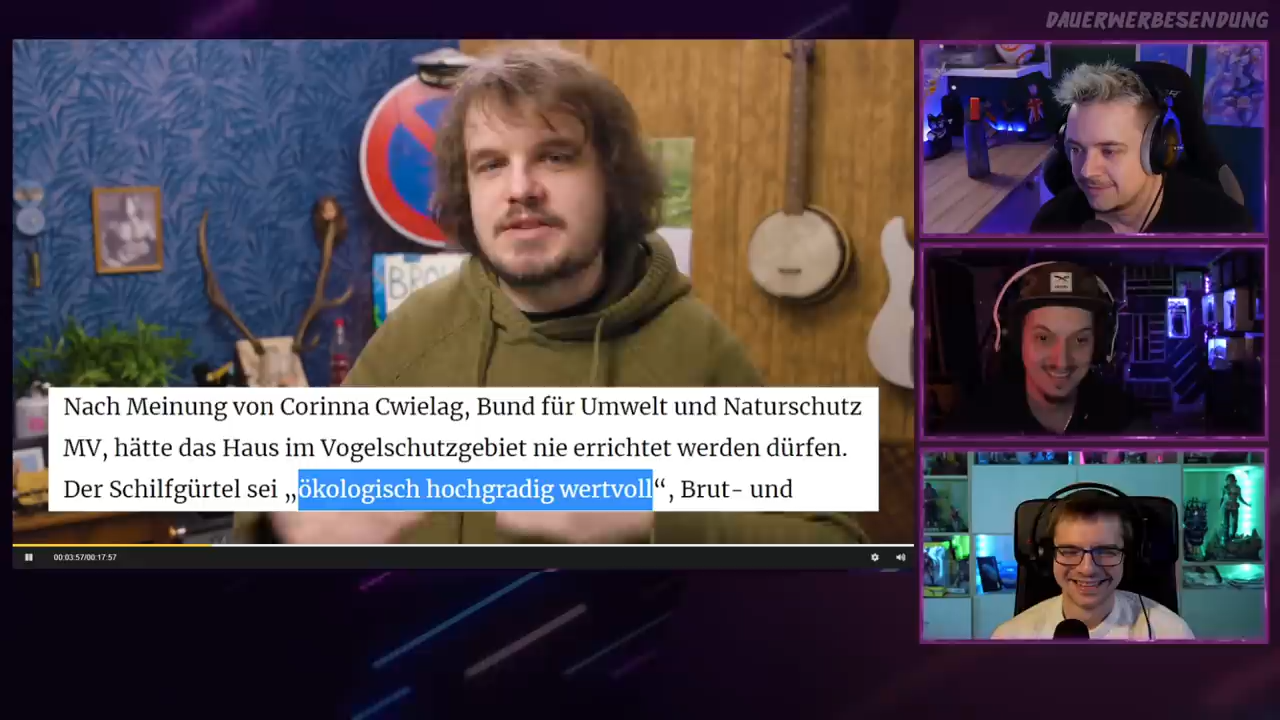 DAUERWERBESENDUNG
Nach Meinung von Corinna Cwielag, Bund für Umwelt und Naturschutz
MV, hätte das Haus im Vogelschutzgebiet nie errichtet werden dürfen.
Der Schilfgürtel sei „ökologisch hochgradig wertvoll“, Brut- und
00:03:57/00:17:57